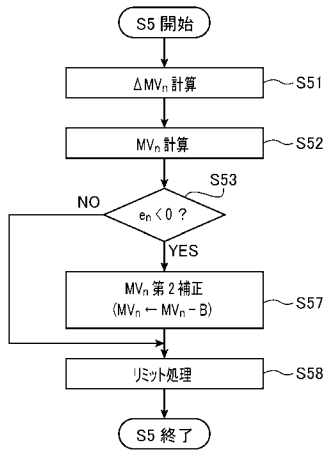 S5 開始
ΔMVn 計算
S51
MVn 計算
S52
S53
NO
en < 0 ?
YES
MVn 第2補正
(MVn ← MVn − B)
S57
リミット処理
S58
S5 終了